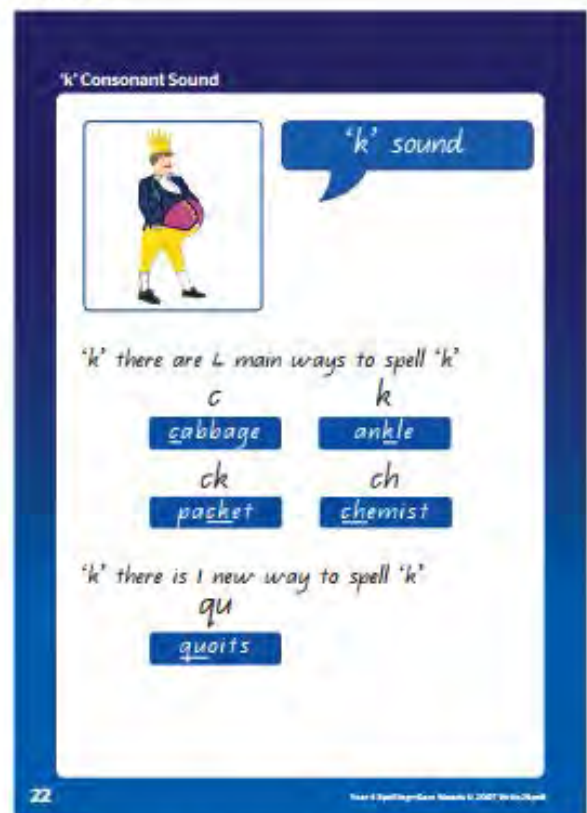 'k' Consonant Sound
'k' sound
'k' there are 4 main ways to spell 'k'
c k
cabbage ankle
ck ch
packet chemist
'k' there is 1 new way to spell 'k'
qu
quoits
22